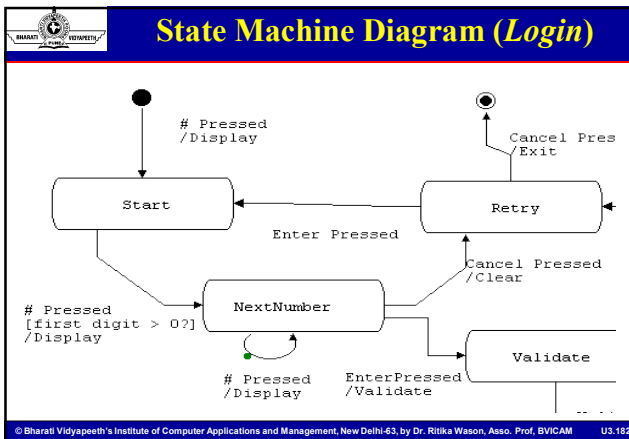 BHARATI VIDYAPEETH
PUNE
State Machine Diagram (Login)
# Pressed
/Display
Cancel Pres
/Exit
Start
Retry
Enter Pressed
Cancel Pressed
/Clear
# Pressed
[first digit > 0?]
/Display
NextNumber
# Pressed
/Display
EnterPressed
/Validate
Validate
© Bharati Vidyapeeth's Institute of Computer Applications and Management, New Delhi-63, by Dr. Ritika Wason, Asso. Prof, BVICAM U3.182